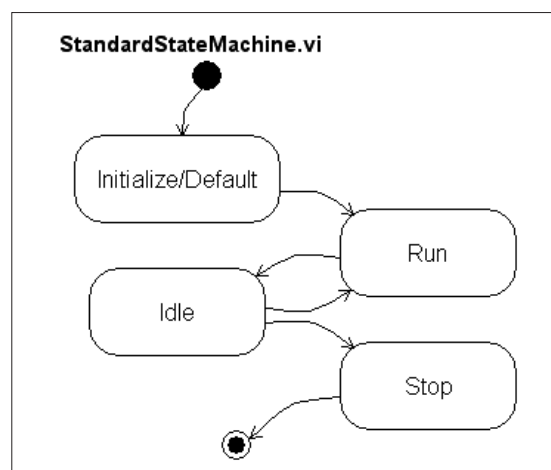 StandardStateMachine.vi
Initialize/Default
Run
Idle
Stop